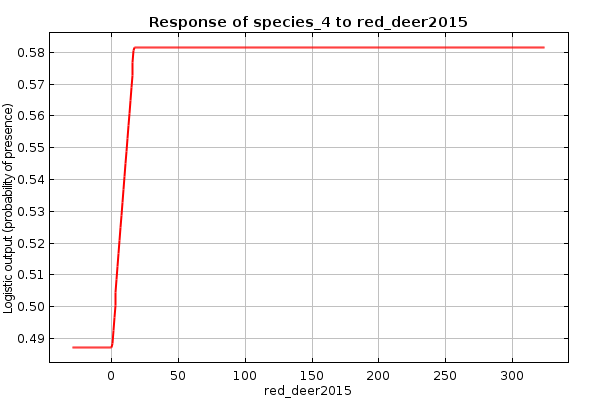 Response of species_4 to red_deer2015
Logistic output (probability of presence)
0.58
0.57
0.56
0.55
0.54
0.53
0.52
0.51
0.50
0.49
0 50 100 150 200 250 300
red_deer2015